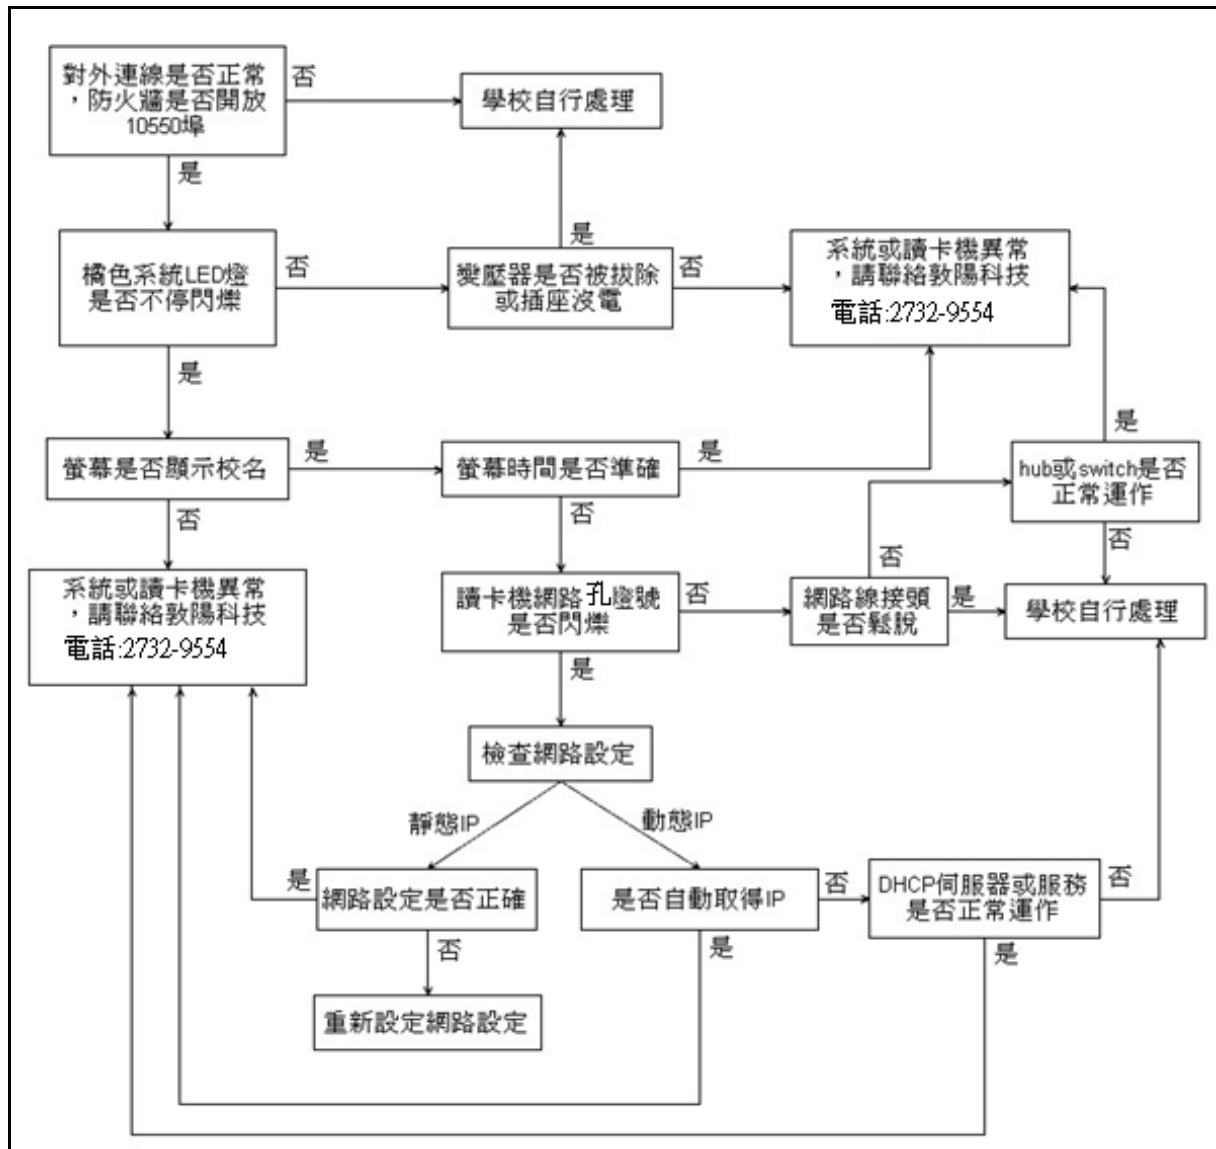 對外連線是否正常
，防火牆是否開放
10550埠
否
學校自行處理
是
橘色系統LED燈
是否不停閃爍
否
變壓器是否被拔除
或插座沒電
是
否
系統或讀卡機異常
，請聯絡敦陽科技
電話:2732-9554
是
螢幕是否顯示校名
是
螢幕時間是否準確
是
hub或switch是否
正常運作
是
否
否
否
系統或讀卡機異常
，請聯絡敦陽科技
電話:2732-9554
讀卡機網路孔燈號
是否閃爍
否
網路線接頭
是否鬆脫
否
是
學校自行處理
是
檢查網路設定
靜態IP
動態IP
是
網路設定是否正確
是否自動取得IP
否
DHCP伺服器或服務
是否正常運作
否
否
是
是
重新設定網路設定